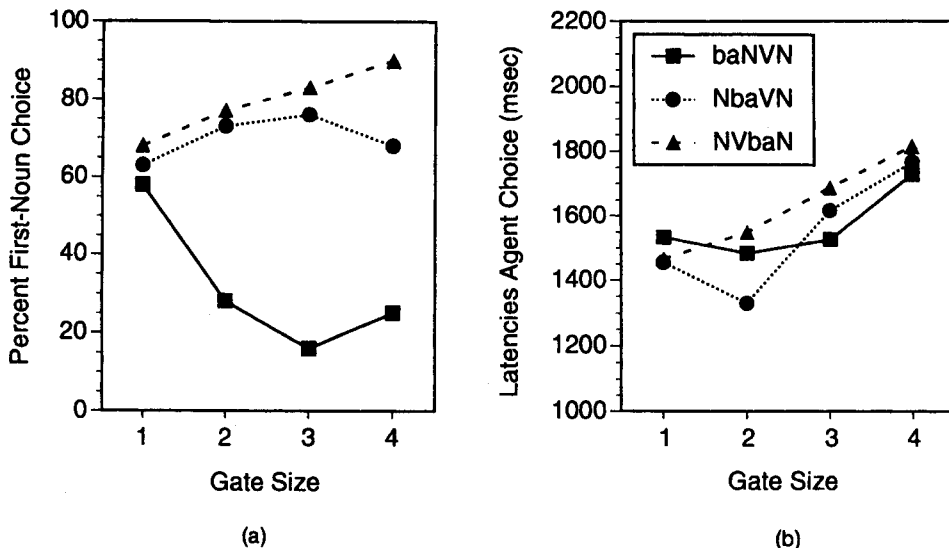 Percent First-Noun Choice
100
80
60
40
20
0
1 2 3 4
Gate Size
(a)
Latencies Agent Choice (msec)
2200
2000
1800
1600
1400
1200
1000
baNVN
NbaVN
NVbaN
1 2 3 4
Gate Size
(b)